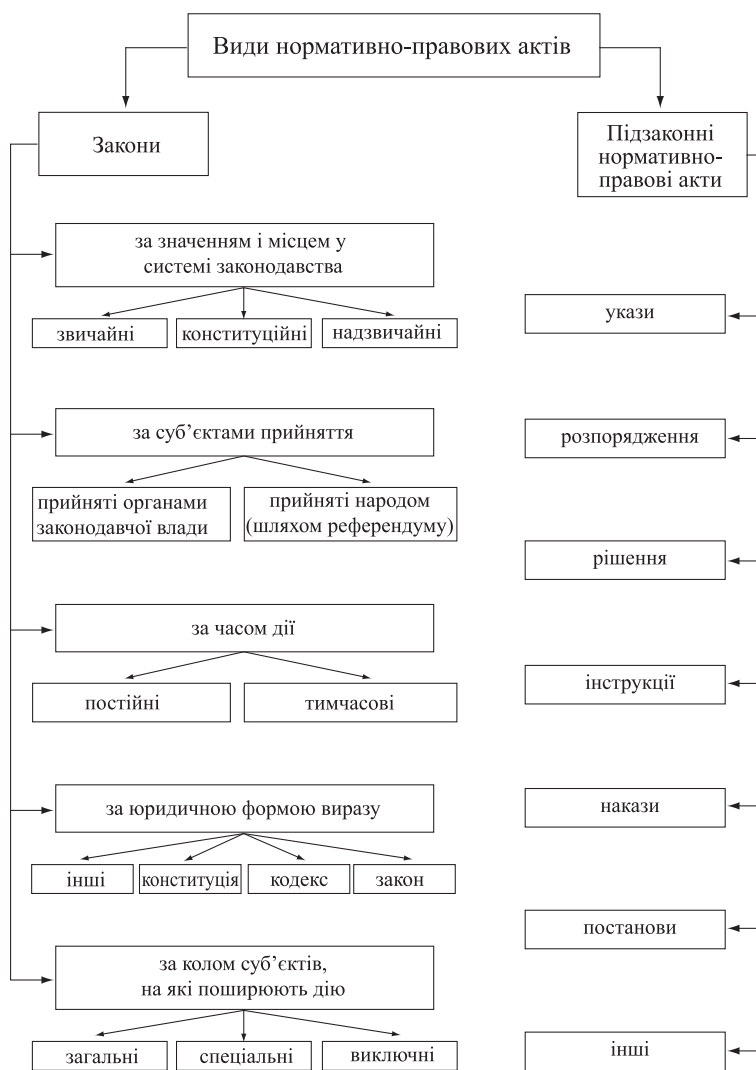 Види нормативно-правових актів
Закони
Підзаконні
нормативно-
правові акти
за значенням і місцем у
системі законодавства
звичайні
конституційні
надзвичайні
укази
за суб’єктами прийняття
розпорядження
прийняті органами
законодавчої влади
прийняті народом
(шляхом референдуму)
рішення
за часом дії
постійні
тимчасові
інструкції
за юридичною формою виразу
накази
інші
конституція
кодекс
закон
постанови
за колом суб’єктів,
на які поширюють дію
загальні
спеціальні
виключні
інші